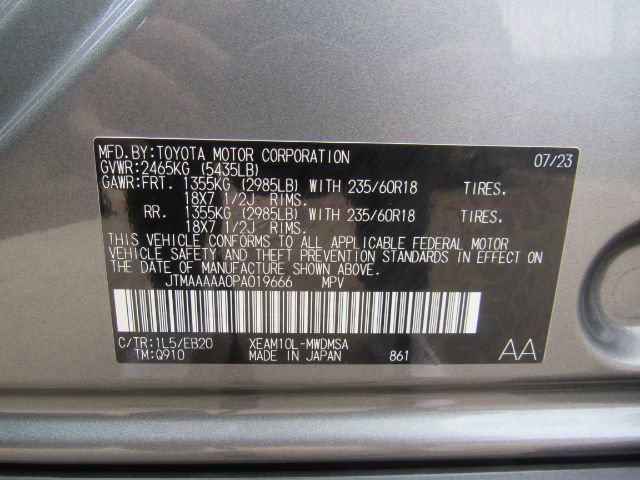 MFD.BY:TOYOTA MOTOR CORPORATION 07/23
GVWR:2465KG (5435LB)
GAWR:FRT. 1355KG (2985LB) WITH 235/60R18 TIRES.
18X7 1/2J RIMS.
RR. 1355KG (2985LB) WITH 235/60R18 TIRES.
18X7 1/2J RIMS.
THIS VEHICLE CONFORMS TO ALL APPLICABLE FEDERAL MOTOR
VEHICLE SAFETY AND THEFT PREVENTION STANDARDS IN EFFECT ON
THE DATE OF MANUFACTURE SHOWN ABOVE.
JTMAAAAA0PA019666 MPV
C/TR:1L5/EB20 XEAM10L-MWDMSA
TM:Q910 MADE IN JAPAN 861 AA